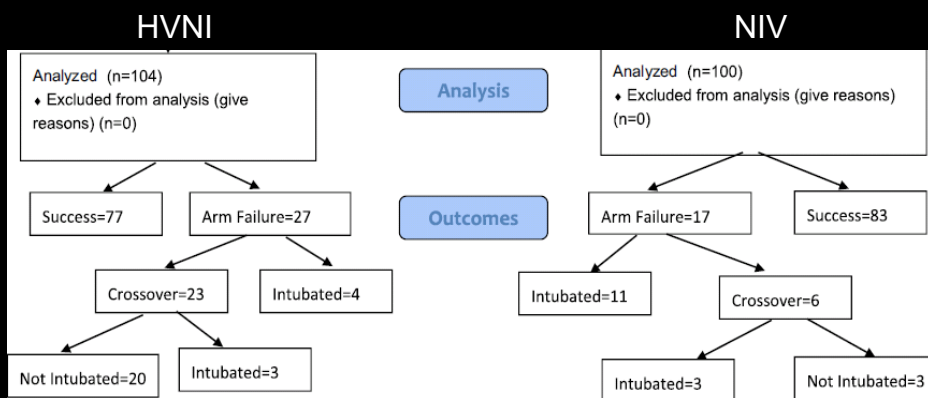 HVNI
NIV
Analyzed (n=104)
♦ Excluded from analysis (give
reasons) (n=0)
Analysis
Analyzed (n=100)
♦ Excluded from analysis (give reasons)
(n=0)
Success=77
Arm Failure=27
Outcomes
Arm Failure=17
Success=83
Crossover=23
Intubated=4
Intubated=11
Crossover=6
Not Intubated=20
Intubated=3
Intubated=3
Not Intubated=3